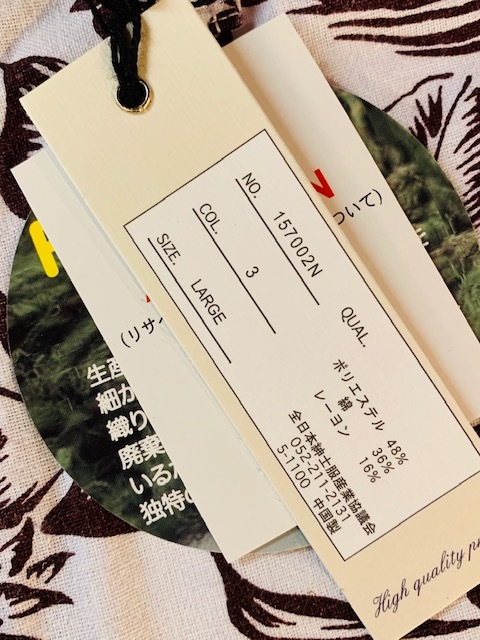 NO. 157002N
COL. 3
SIZE. LARGE
QUAL.
ポリエステル 48%
綿 36%
レーヨン 16%
全日本紳士服産業協議会
052-211-2131
5-1100 中国製
High quality
ついて)
(リサイ
生産
細か
織り
廃棄
いる
独特の